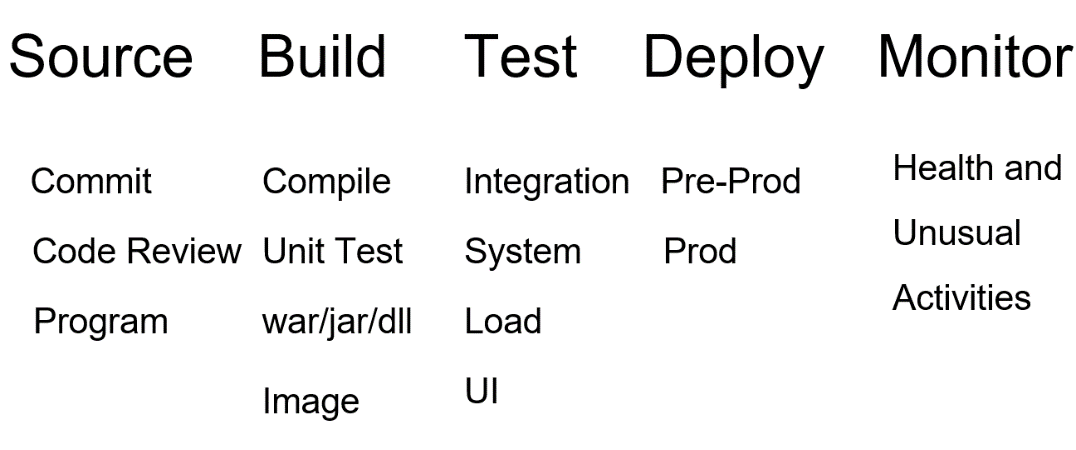 Source Build Test Deploy Monitor
Commit Compile Integration Pre-Prod Health and
Code Review Unit Test System Prod Unusual
Program war/jar/dll Load Activities
Image UI